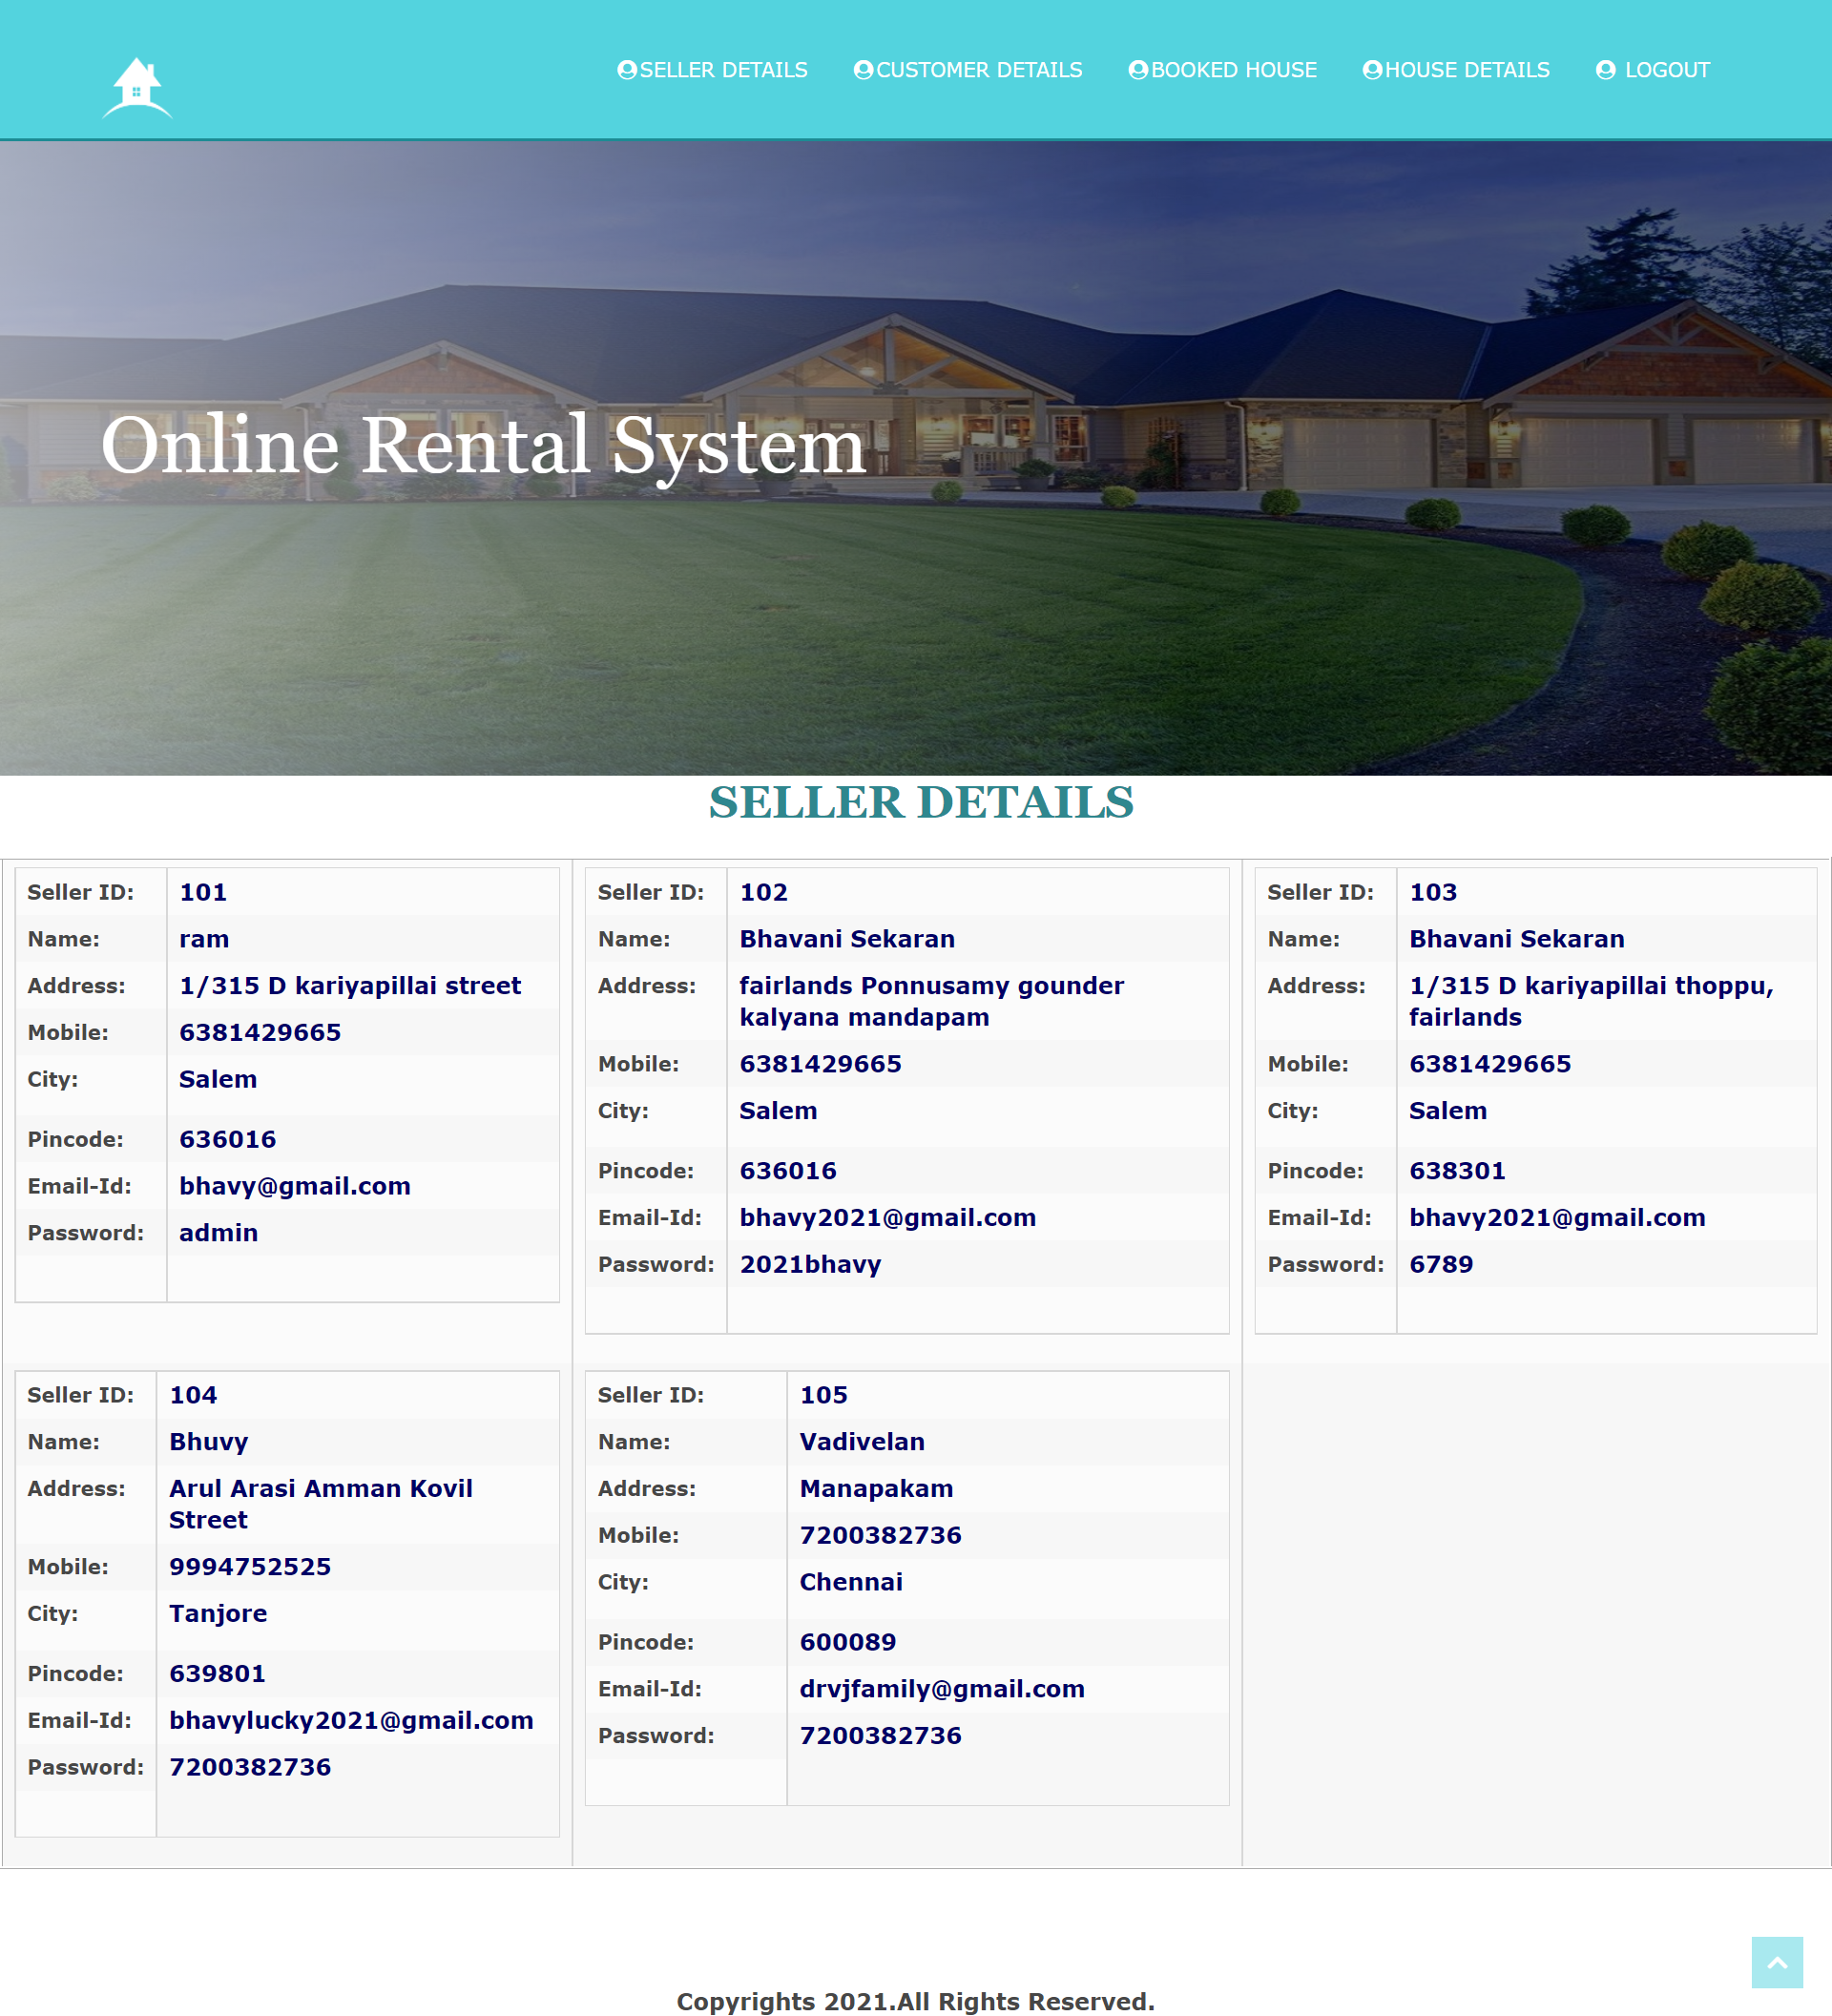 SELLER DETAILS CUSTOMER DETAILS BOOKED HOUSE HOUSE DETAILS LOGOUT
Online Rental System
SELLER DETAILS
Seller ID: 101
Name: ram
Address: 1/315 D kariyapillai street
Mobile: 6381429665
City: Salem
Pincode: 636016
Email-Id: bhavy@gmail.com
Password: admin
Seller ID: 102
Name: Bhavani Sekaran
Address: fairlands Ponnusamy gounder
kalyana mandapam
Mobile: 6381429665
City: Salem
Pincode: 636016
Email-Id: bhavy2021@gmail.com
Password: 2021bhavy
Seller ID: 103
Name: Bhavani Sekaran
Address: 1/315 D kariyapillai thoppu,
fairlands
Mobile: 6381429665
City: Salem
Pincode: 638301
Email-Id: bhavy2021@gmail.com
Password: 6789
Seller ID: 104
Name: Bhuvy
Address: Arul Arasi Amman Kovil
Street
Mobile: 9994752525
City: Tanjore
Pincode: 639801
Email-Id: bhavylucky2021@gmail.com
Password: 7200382736
Seller ID: 105
Name: Vadivelan
Address: Manapakam
Mobile: 7200382736
City: Chennai
Pincode: 600089
Email-Id: drvjfamily@gmail.com
Password: 7200382736
Copyrights 2021.All Rights Reserved.